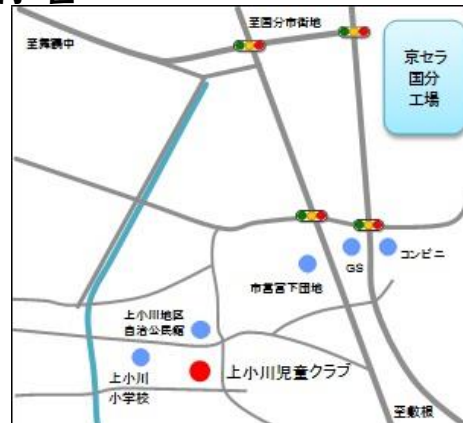 至国分市街地
至舞鶴中
京セラ
国分
工場
コンビニ
GS
市営宮下団地
上小川地区
自治公民館
上小川児童クラブ
上小川
小学校
至敷根